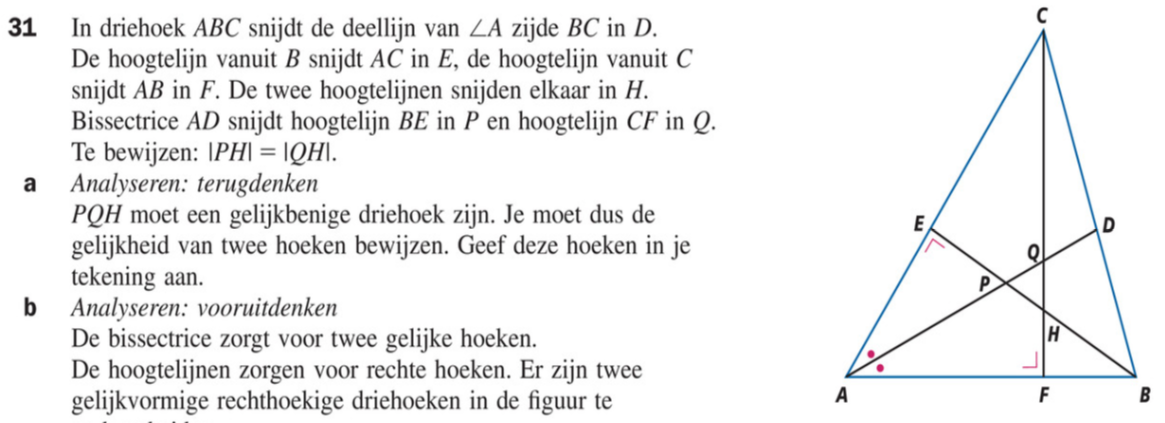 31 In driehoek ABC snijdt de deellijn van ∠A zijde BC in D.
De hoogtelijn vanuit B snijdt AC in E, de hoogtelijn vanuit C
snijdt AB in F. De twee hoogtelijnen snijden elkaar in H.
Bissectrice AD snijdt hoogtelijn BE in P en hoogtelijn CF in Q.
Te bewijzen: |PH| = |QH|.
a Analyseren: terugdenken
PQH moet een gelijkbenige driehoek zijn. Je moet dus de
gelijkheid van twee hoeken bewijzen. Geef deze hoeken in je
tekening aan.
b Analyseren: vooruitdenken
De bissectrice zorgt voor twee gelijke hoeken.
De hoogtelijnen zorgen voor rechte hoeken. Er zijn twee
gelijkvormige rechthoekige driehoeken in de figuur te
C
E
D
Q
P
H
A
F
B